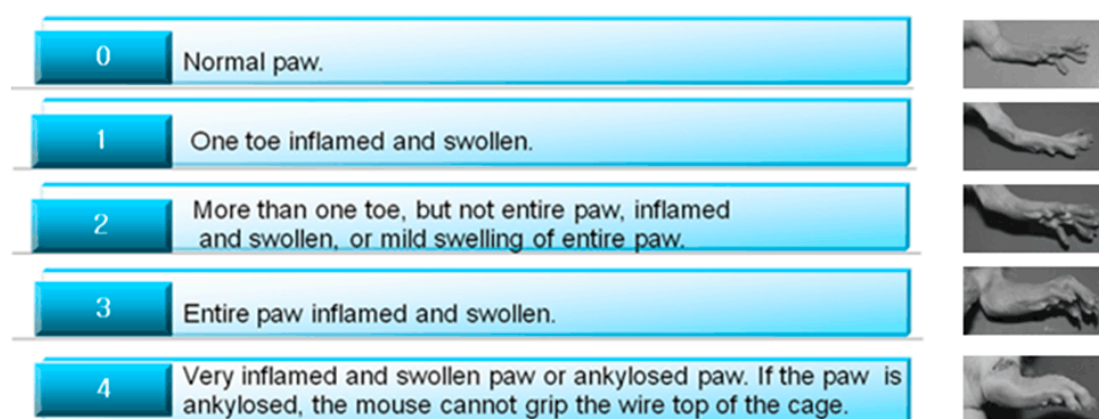 0
Normal paw.
1
One toe inflamed and swollen.
2
More than one toe, but not entire paw, inflamed
and swollen, or mild swelling of entire paw.
3
Entire paw inflamed and swollen.
4
Very inflamed and swollen paw or ankylosed paw. If the paw is
ankylosed, the mouse cannot grip the wire top of the cage.